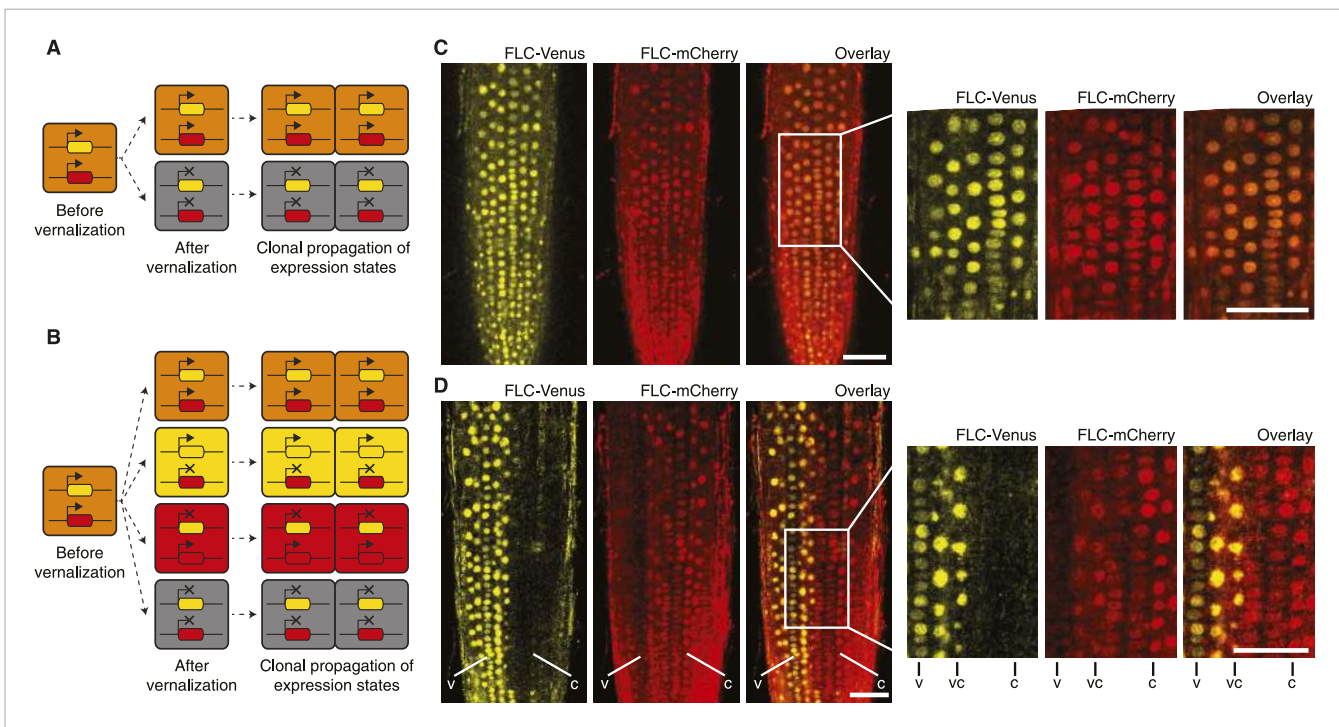 A
Before
vernalization
After
vernalization
Clonal propagation of
expression states
B
Before
vernalization
After
vernalization
Clonal propagation of
expression states
C
FLC-Venus
FLC-mCherry
Overlay
FLC-Venus
FLC-mCherry
Overlay
D
FLC-Venus
FLC-mCherry
Overlay
v c
v c
v c
FLC-Venus
FLC-mCherry
Overlay
v vc c
v vc c
v vc c